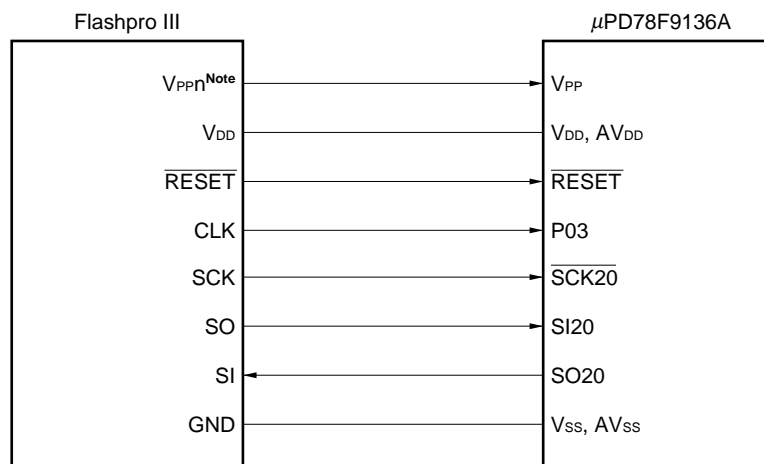 Flashpro III μPD78F9136A
VPPnNote VPP
VDD VDD, AVDD
RESET RESET
CLK P03
SCK SCK20
SO SI20
SI SO20
GND VSS, AVSS